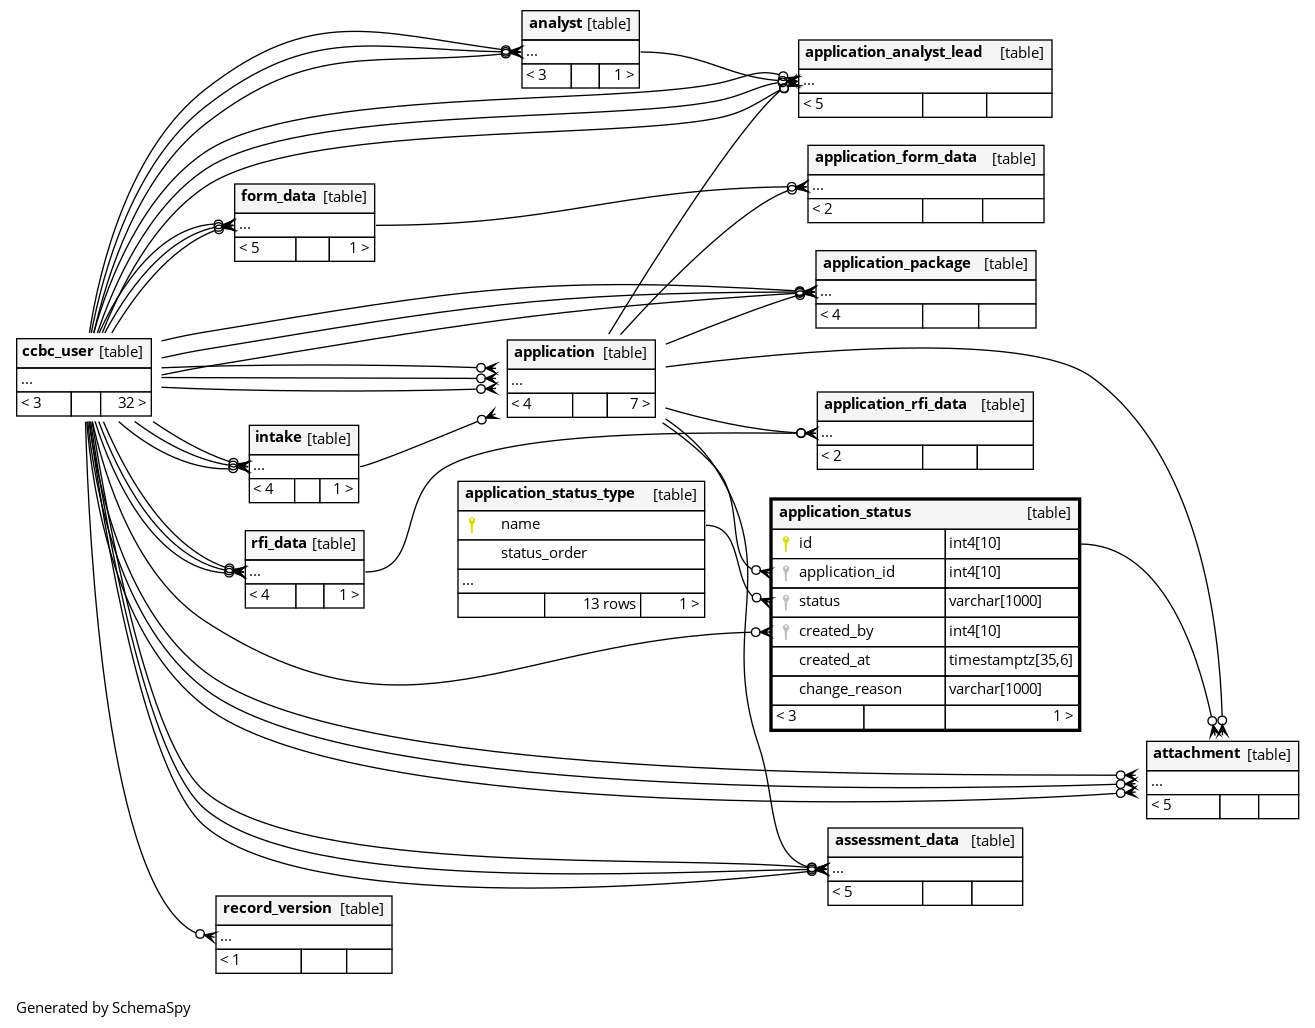 analyst [table]
...
< 3 1 >
application_analyst_lead [table]
...
< 5
application_form_data [table]
...
< 2
form_data [table]
...
< 5 1 >
application_package [table]
...
< 4
ccbc_user [table]
...
< 3 32 >
application [table]
...
< 4 7 >
application_rfi_data [table]
...
< 2
intake [table]
...
< 4 1 >
application_status_type [table]
name
status_order
...
13 rows 1 >
application_status [table]
id int4[10]
application_id int4[10]
status varchar[1000]
created_by int4[10]
created_at timestamptz[35,6]
change_reason varchar[1000]
< 3 1 >
rfi_data [table]
...
< 4 1 >
attachment [table]
...
< 5
assessment_data [table]
...
< 5
record_version [table]
...
< 1
Generated by SchemaSpy